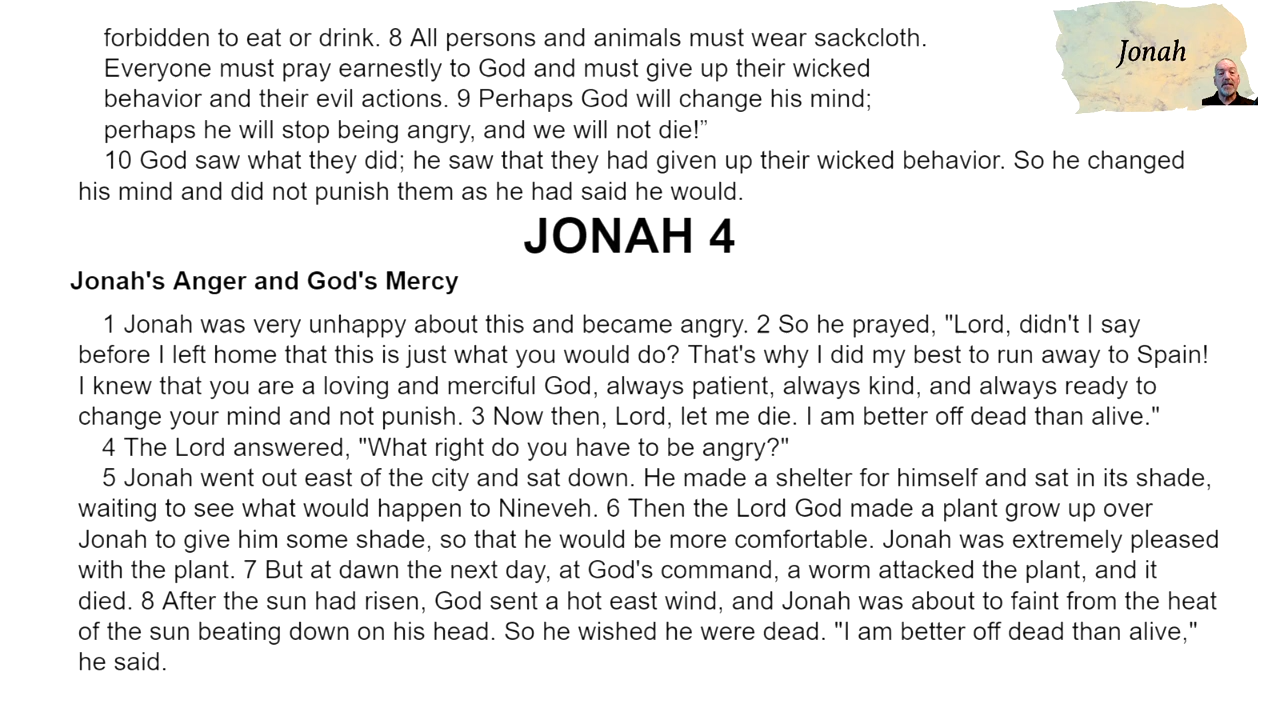 forbidden to eat or drink. 8 All persons and animals must wear sackcloth.
Everyone must pray earnestly to God and must give up their wicked
behavior and their evil actions. 9 Perhaps God will change his mind;
perhaps he will stop being angry, and we will not die!”
10 God saw what they did; he saw that they had given up their wicked behavior. So he changed
his mind and did not punish them as he had said he would.
Jonah
JONAH 4
Jonah's Anger and God's Mercy
1 Jonah was very unhappy about this and became angry. 2 So he prayed, "Lord, didn't I say
before I left home that this is just what you would do? That's why I did my best to run away to Spain!
I knew that you are a loving and merciful God, always patient, always kind, and always ready to
change your mind and not punish. 3 Now then, Lord, let me die. I am better off dead than alive."
4 The Lord answered, "What right do you have to be angry?"
5 Jonah went out east of the city and sat down. He made a shelter for himself and sat in its shade,
waiting to see what would happen to Nineveh. 6 Then the Lord God made a plant grow up over
Jonah to give him some shade, so that he would be more comfortable. Jonah was extremely pleased
with the plant. 7 But at dawn the next day, at God's command, a worm attacked the plant, and it
died. 8 After the sun had risen, God sent a hot east wind, and Jonah was about to faint from the heat
of the sun beating down on his head. So he wished he were dead. "I am better off dead than alive,"
he said.